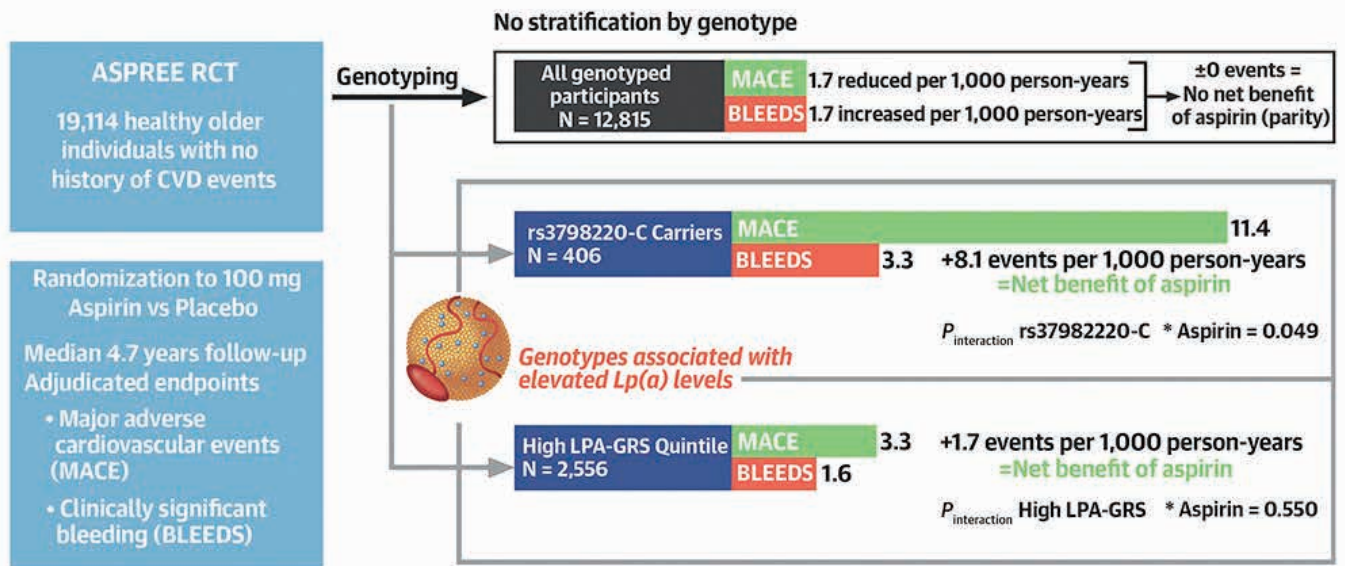 No stratification by genotype
ASPREE RCT
19,114 healthy older
individuals with no
history of CVD events
Genotyping
All genotyped
participants
N = 12,815
MACE
1.7 reduced per 1,000 person-years
BLEEDS
1.7 increased per 1,000 person-years
±0 events =
No net benefit
of aspirin (parity)
Randomization to 100 mg
Aspirin vs Placebo
Median 4.7 years follow-up
Adjudicated endpoints
• Major adverse
cardiovascular events
(MACE)
• Clinically significant
bleeding (BLEEDS)
rs3798220-C Carriers
N = 406
MACE
11.4
BLEEDS
3.3
+8.1 events per 1,000 person-years
=Net benefit of aspirin
Pinteraction rs37982220-C * Aspirin = 0.049
Genotypes associated with
elevated Lp(a) levels
High LPA-GRS Quintile
N = 2,556
MACE
3.3
BLEEDS
1.6
+1.7 events per 1,000 person-years
=Net benefit of aspirin
Pinteraction High LPA-GRS * Aspirin = 0.550